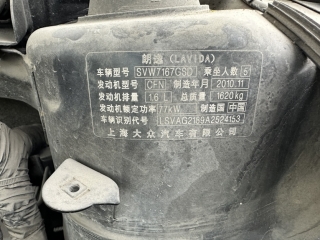 朗逸 (LAVIDA)
车辆型号 SVW7167GSD 乘坐人数 5
发动机型号 CFN 制造年月 2010.11
发动机排量 1.6 L 总质量 1620kg
发动机额定功率 77kW 制造国 中国
车辆识别代号 LSVAG2189A2524153
上海大众汽车有限公司